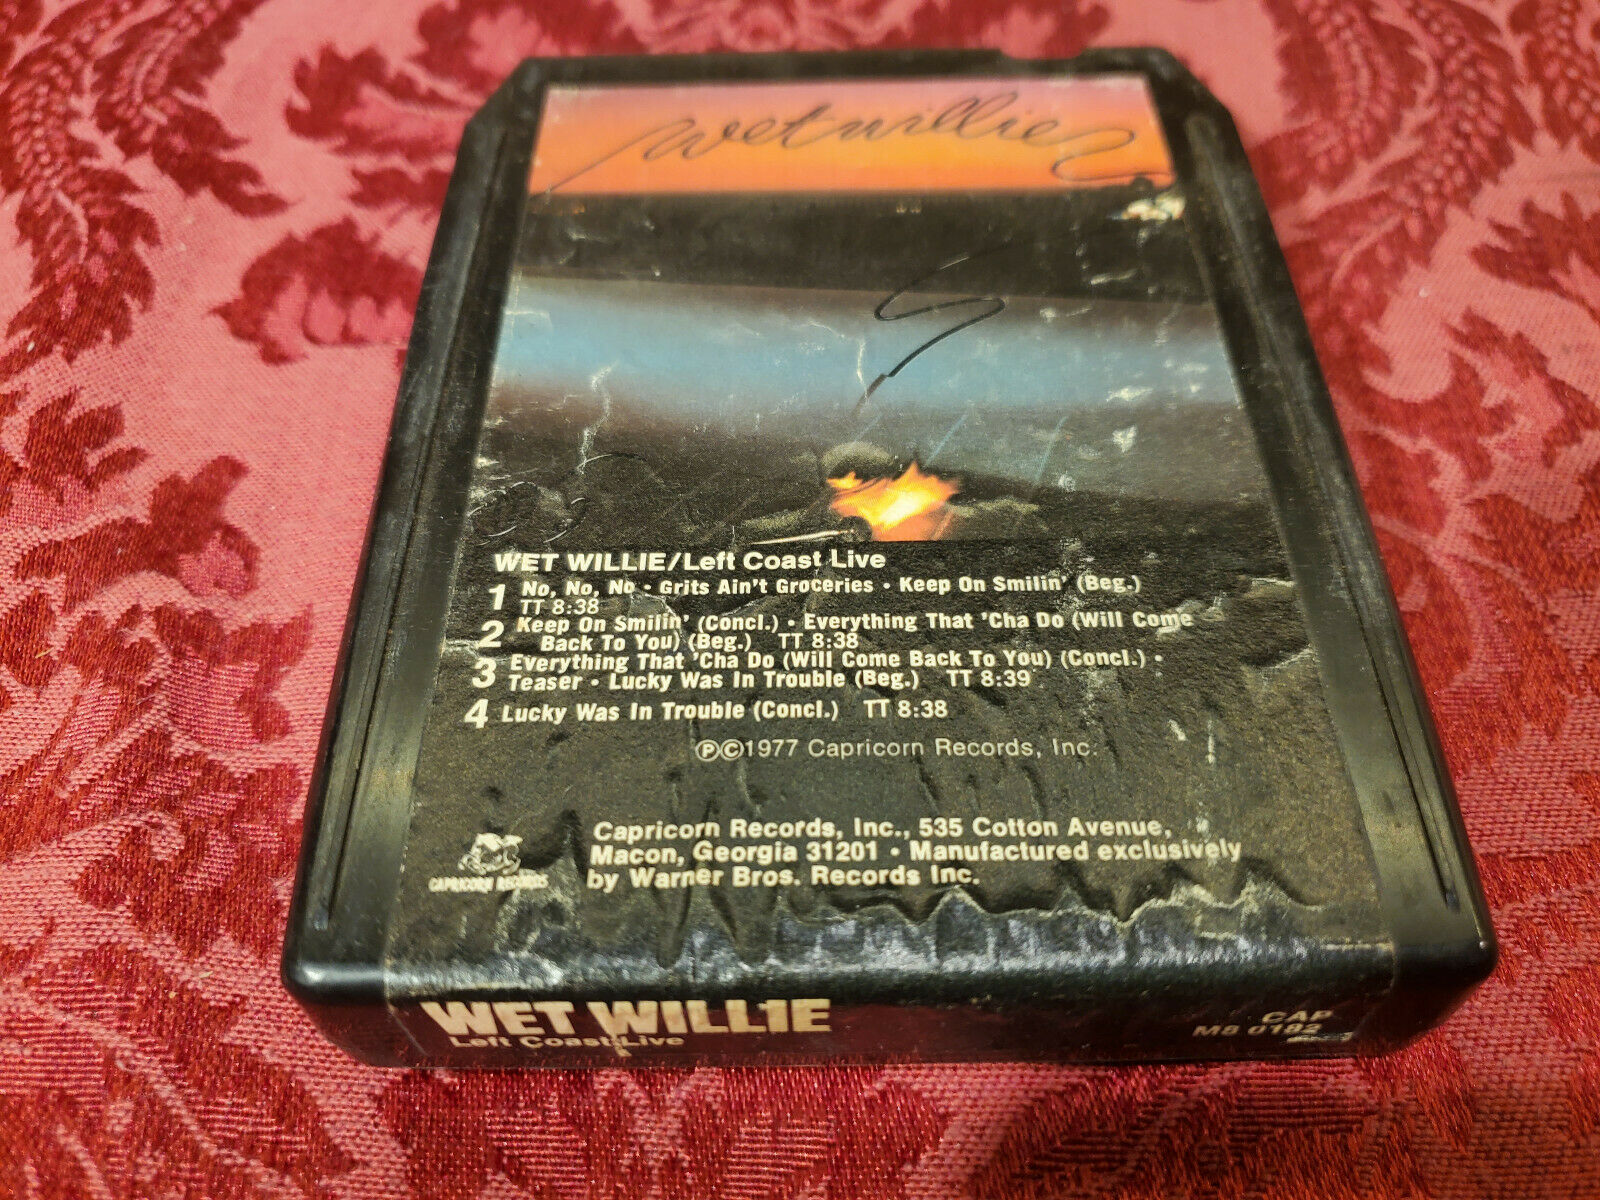 wet willie
WET WILLIE/Left Coast Live
1 No, No, No • Grits Ain't Groceries • Keep On Smilin' (Beg.)
TT 8:38
2 Keep On Smilin' (Concl.) • Everything That 'Cha Do (Will Come
Back To You) (Beg.) TT 8:38
3 Everything That 'Cha Do (Will Come Back To You) (Concl.) •
Teaser • Lucky Was In Trouble (Beg.) TT 8:39
4 Lucky Was In Trouble (Concl.) TT 8:38
ⓅⒸ1977 Capricorn Records, Inc.
Capricorn Records, Inc., 535 Cotton Avenue,
Macon, Georgia 31201 • Manufactured exclusively
by Warner Bros. Records Inc.
CAPRICORN RECORDS
WET WILLIE
Left Coast Live
CAP
M8 0182